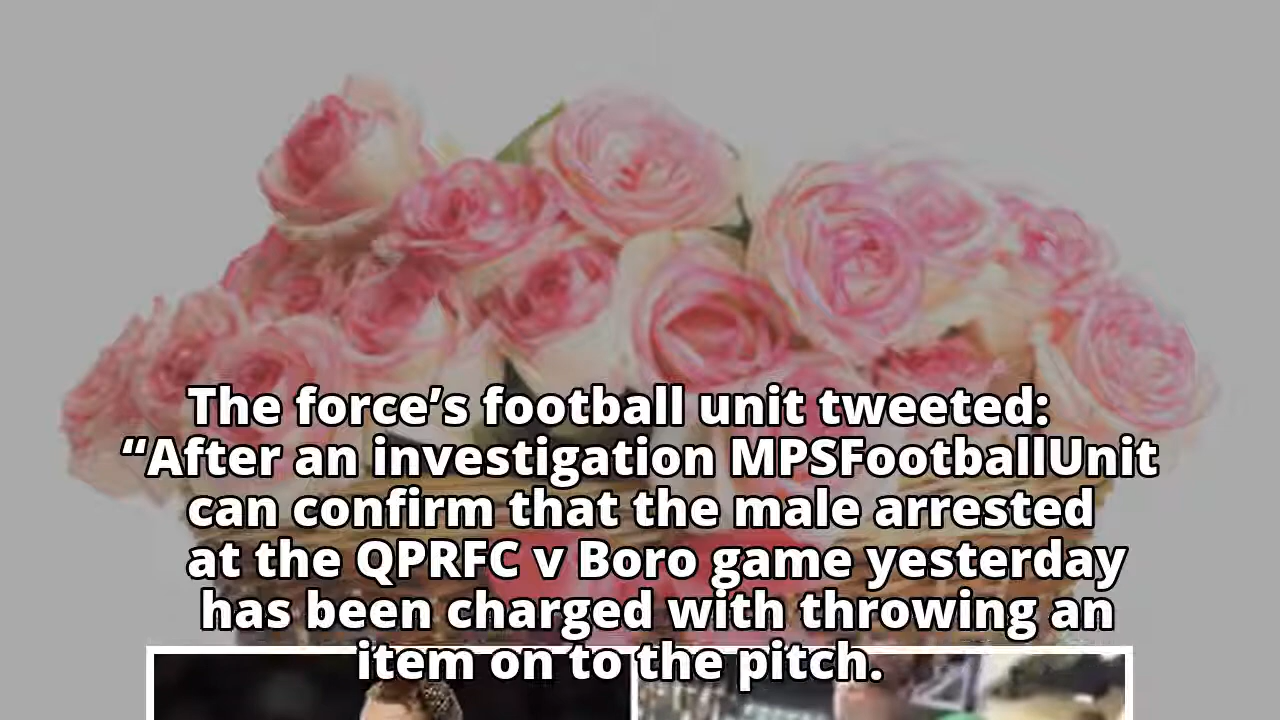 The force’s football unit tweeted:
“After an investigation MPSFootballUnit
can confirm that the male arrested
at the QPRFC v Boro game yesterday
has been charged with throwing an
item on to the pitch.